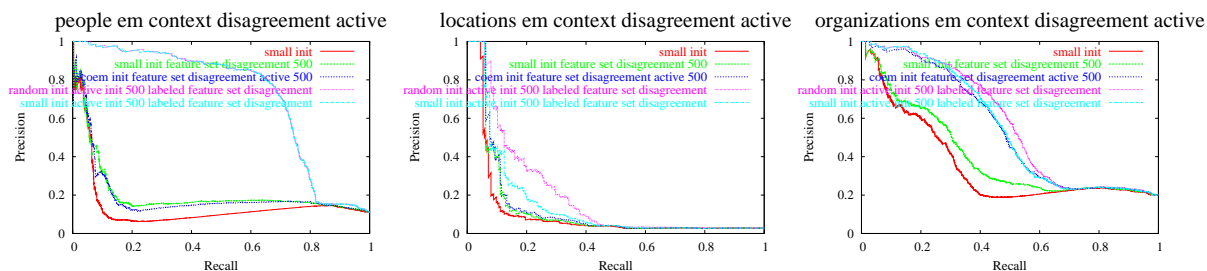 people em context disagreement active
1
0.8
0.6
0.4
0.2
0
0
0.2
0.4
0.6
0.8
1
Precision
Recall
small init
small init feature set disagreement 500
coem init feature set disagreement active 500
random init active init 500 labeled feature set disagreement
small init active init 500 labeled feature set disagreement
locations em context disagreement active
1
0.8
0.6
0.4
0.2
0
0
0.2
0.4
0.6
0.8
1
Precision
Recall
small init
small init feature set disagreement 500
coem init feature set disagreement active 500
random init active init 500 labeled feature set disagreement
small init active init 500 labeled feature set disagreement
organizations em context disagreement active
1
0.8
0.6
0.4
0.2
0
0
0.2
0.4
0.6
0.8
1
Precision
Recall
small init
small init feature set disagreement 500
coem init feature set disagreement active 500
random init active init 500 labeled feature set disagreement
small init active init 500 labeled feature set disagreement